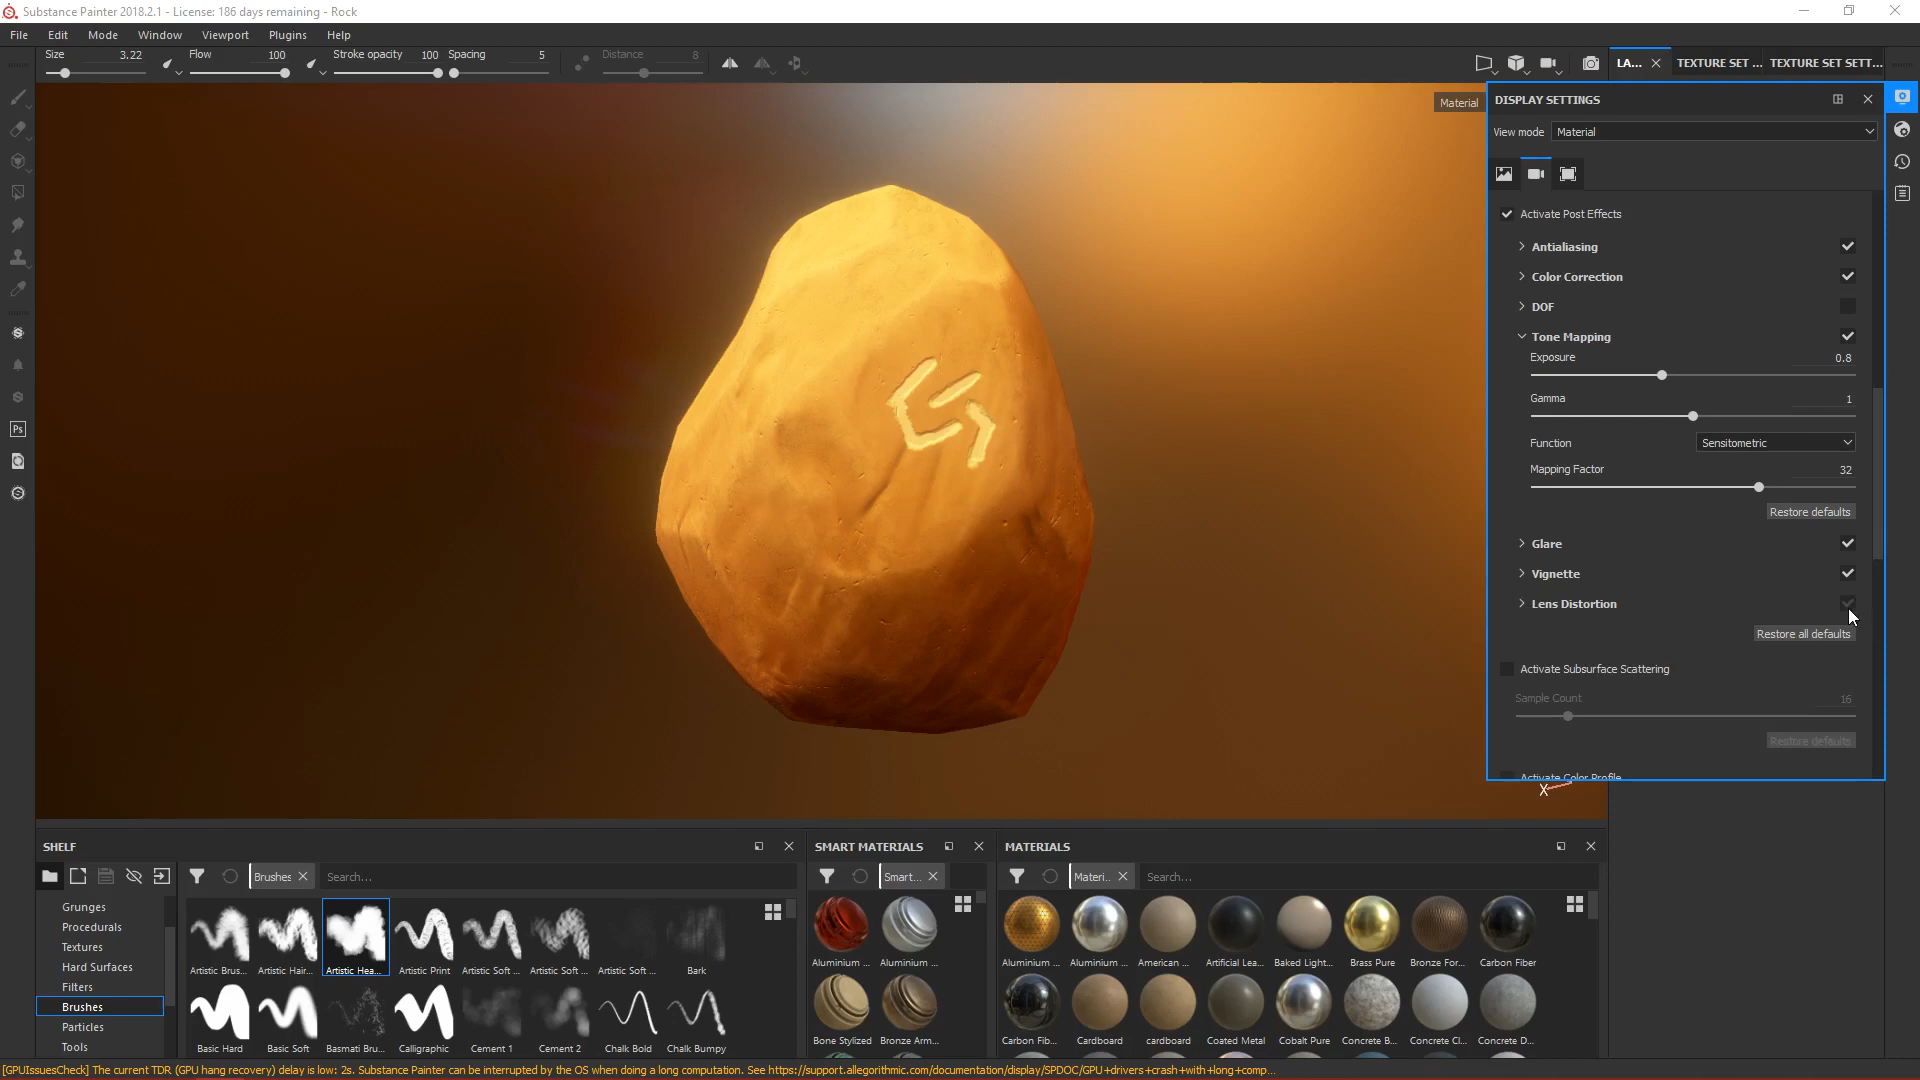 Substance Painter 2018.2.1 - License: 186 days remaining - Rock
File Edit Mode Window Viewport Plugins Help
Size 3.22 Flow 100 Stroke opacity 100 Spacing 5 Distance 8
LA... TEXTURE SET ... TEXTURE SET SETT...
Material
DISPLAY SETTINGS
View mode Material
Activate Post Effects
Antialiasing
Color Correction
DOF
Tone Mapping
Exposure 0.8
Gamma 1
Function Sensitometric
Mapping Factor 32
Restore defaults
Glare
Vignette
Lens Distortion
Restore all defaults
Activate Subsurface Scattering
Sample Count 16
Restore defaults
Activate Color Profile
X
Ps
SHELF
Brushes
Search...
Grunges
Procedurals
Textures
Hard Surfaces
Filters
Brushes
Particles
Tools
Artistic Brus... Artistic Hair... Artistic Hea... Artistic Print Artistic Soft ... Artistic Soft ... Artistic Soft ... Bark
Basic Hard Basic Soft Basmati Bru... Calligraphic Cement 1 Cement 2 Chalk Bold Chalk Bumpy
SMART MATERIALS
Smart...
Aluminium ... Aluminium ...
Bone Stylized Bronze Arm...
MATERIALS
Materi..
Search...
Aluminium ... Aluminium ... American ... Artificial Lea... Baked Light... Brass Pure Bronze For... Carbon Fiber
Carbon Fib... Cardboard cardboard Coated Metal Cobalt Pure Concrete B... Concrete Cl... Concrete D...
[GPUIssuesCheck] The current TDR (GPU hang recovery) delay is low: 2s. Substance Painter can be interrupted by the OS when doing a long computation. See https://support.allegorithmic.com/documentation/display/SPDOC/GPU+drivers+crash+with+long+comp...